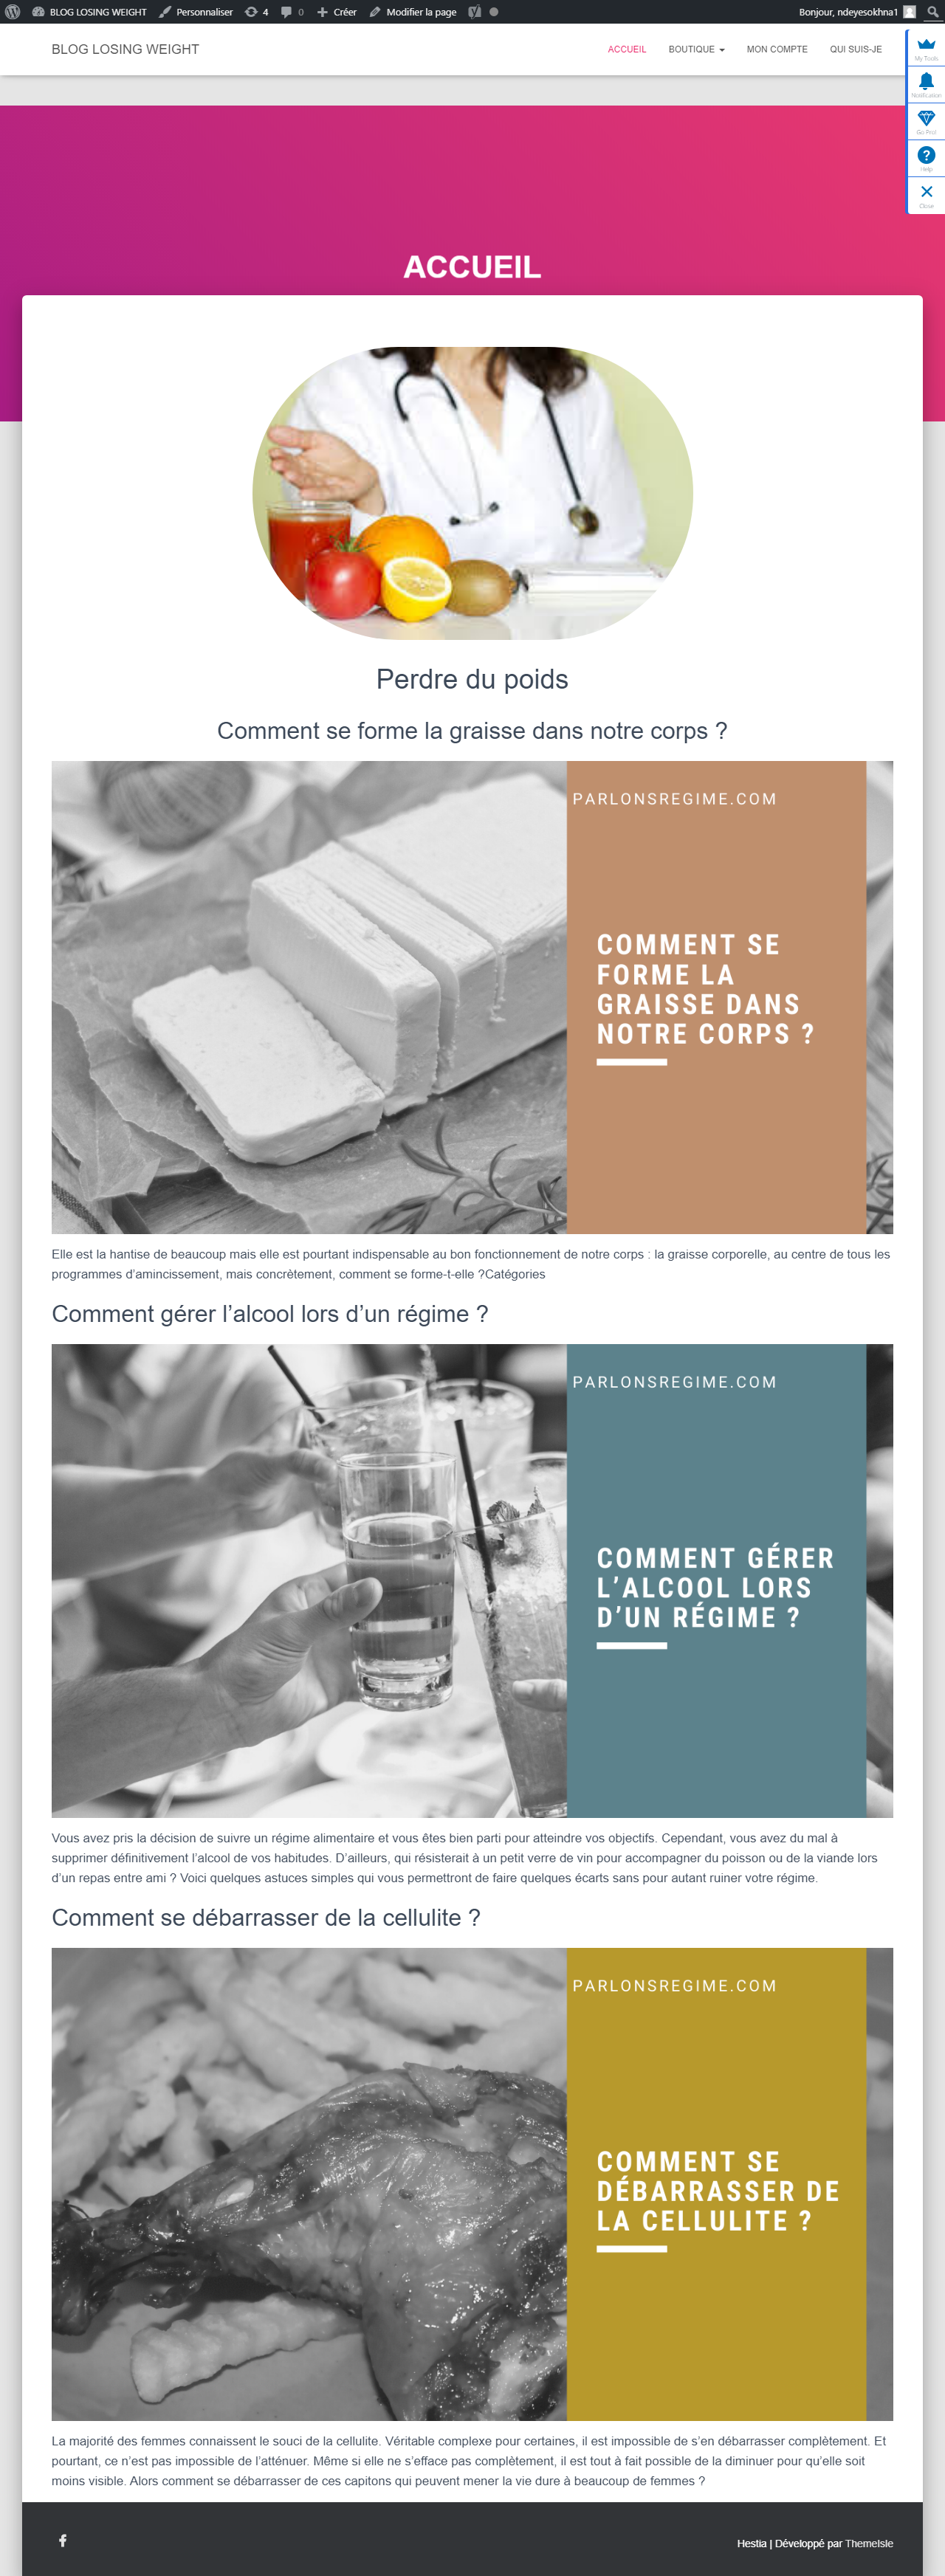 BLOG LOSING WEIGHT Personnaliser 4 0 Créer Modifier la page Bonjour, ndeyesokhna1
BLOG LOSING WEIGHT ACCUEIL BOUTIQUE MON COMPTE QUI SUIS-JE
My Tools
Notification
Go Pro!
Help
Close
ACCUEIL
Perdre du poids
Comment se forme la graisse dans notre corps ?
PARLONSREGIME.COM
COMMENT SE
FORME LA
GRAISSE DANS
NOTRE CORPS ?
Elle est la hantise de beaucoup mais elle est pourtant indispensable au bon fonctionnement de notre corps : la graisse corporelle, au centre de tous les
programmes d’amincissement, mais concrètement, comment se forme-t-elle ?Catégories
Comment gérer l’alcool lors d’un régime ?
PARLONSREGIME.COM
COMMENT GÉRER
L’ALCOOL LORS
D’UN RÉGIME ?
Vous avez pris la décision de suivre un régime alimentaire et vous êtes bien parti pour atteindre vos objectifs. Cependant, vous avez du mal à
supprimer définitivement l’alcool de vos habitudes. D’ailleurs, qui résisterait à un petit verre de vin pour accompagner du poisson ou de la viande lors
d’un repas entre ami ? Voici quelques astuces simples qui vous permettront de faire quelques écarts sans pour autant ruiner votre régime.
Comment se débarrasser de la cellulite ?
PARLONSREGIME.COM
COMMENT SE
DÉBARRASSER DE
LA CELLULITE ?
La majorité des femmes connaissent le souci de la cellulite. Véritable complexe pour certaines, il est impossible de s’en débarrasser complètement. Et
pourtant, ce n’est pas impossible de l’atténuer. Même si elle ne s’efface pas complètement, il est tout à fait possible de la diminuer pour qu’elle soit
moins visible. Alors comment se débarrasser de ces capitons qui peuvent mener la vie dure à beaucoup de femmes ?
Hestia | Développé par ThemeIsle